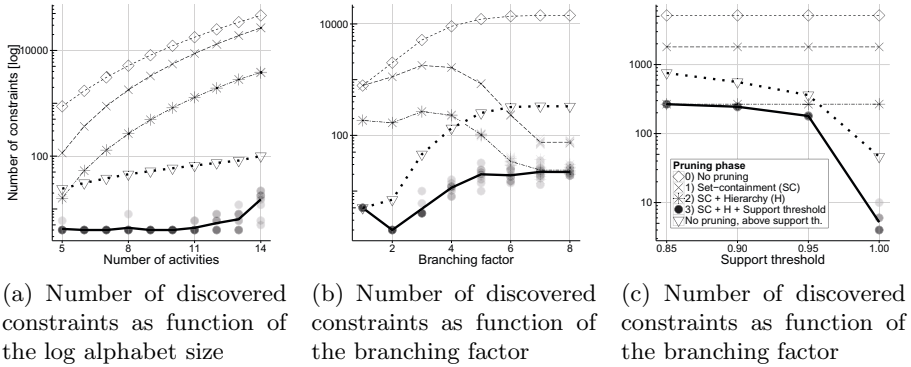 Number of constraints [log]
10000
100
5
8
11
14
Number of activities
10000
100
2
4
6
8
Branching factor
1000
100
10
0.85
0.90
0.95
1.00
Support threshold
Pruning phase
0) No pruning
1) Set−containment (SC)
2) SC + Hierarchy (H)
3) SC + H + Support threshold
No pruning, above support th.
(a) Number of discovered
constraints as function of
the log alphabet size
(b) Number of discovered
constraints as function of
the branching factor
(c) Number of discovered
constraints as function of
the branching factor